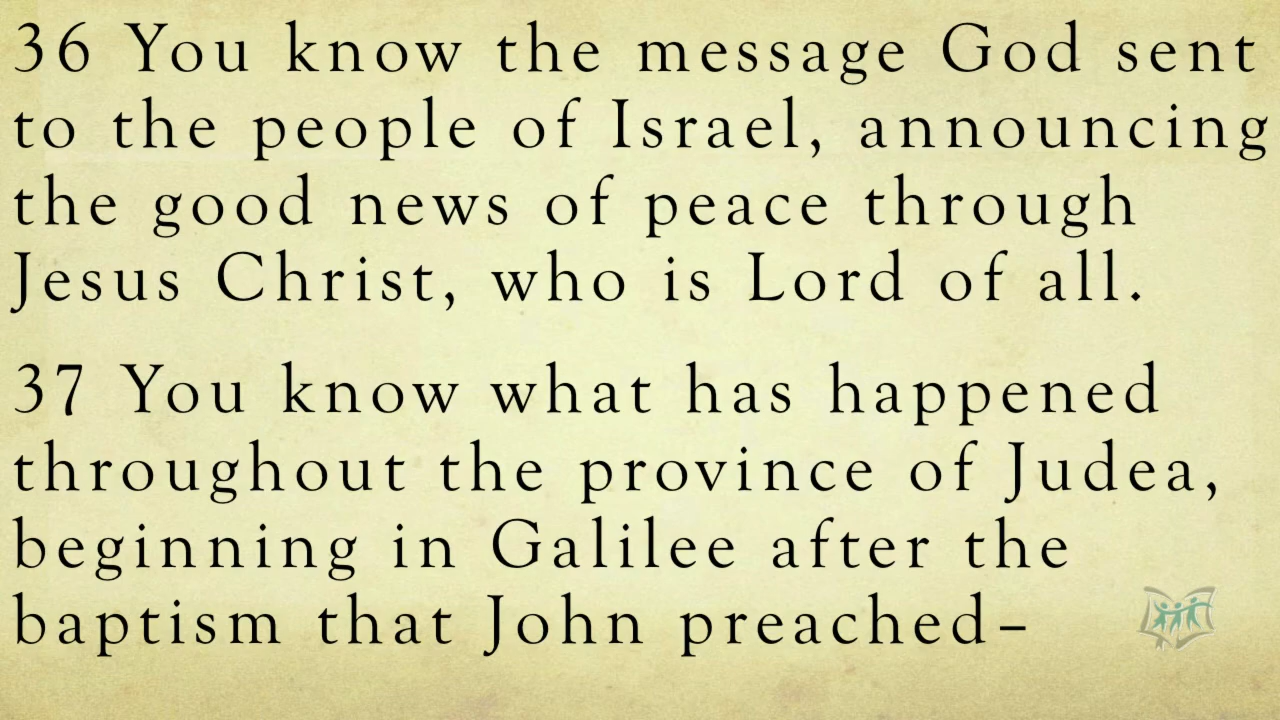 36 You know the message God sent
to the people of Israel, announcing
the good news of peace through
Jesus Christ, who is Lord of all.
37 You know what has happened
throughout the province of Judea,
beginning in Galilee after the
baptism that John preached–